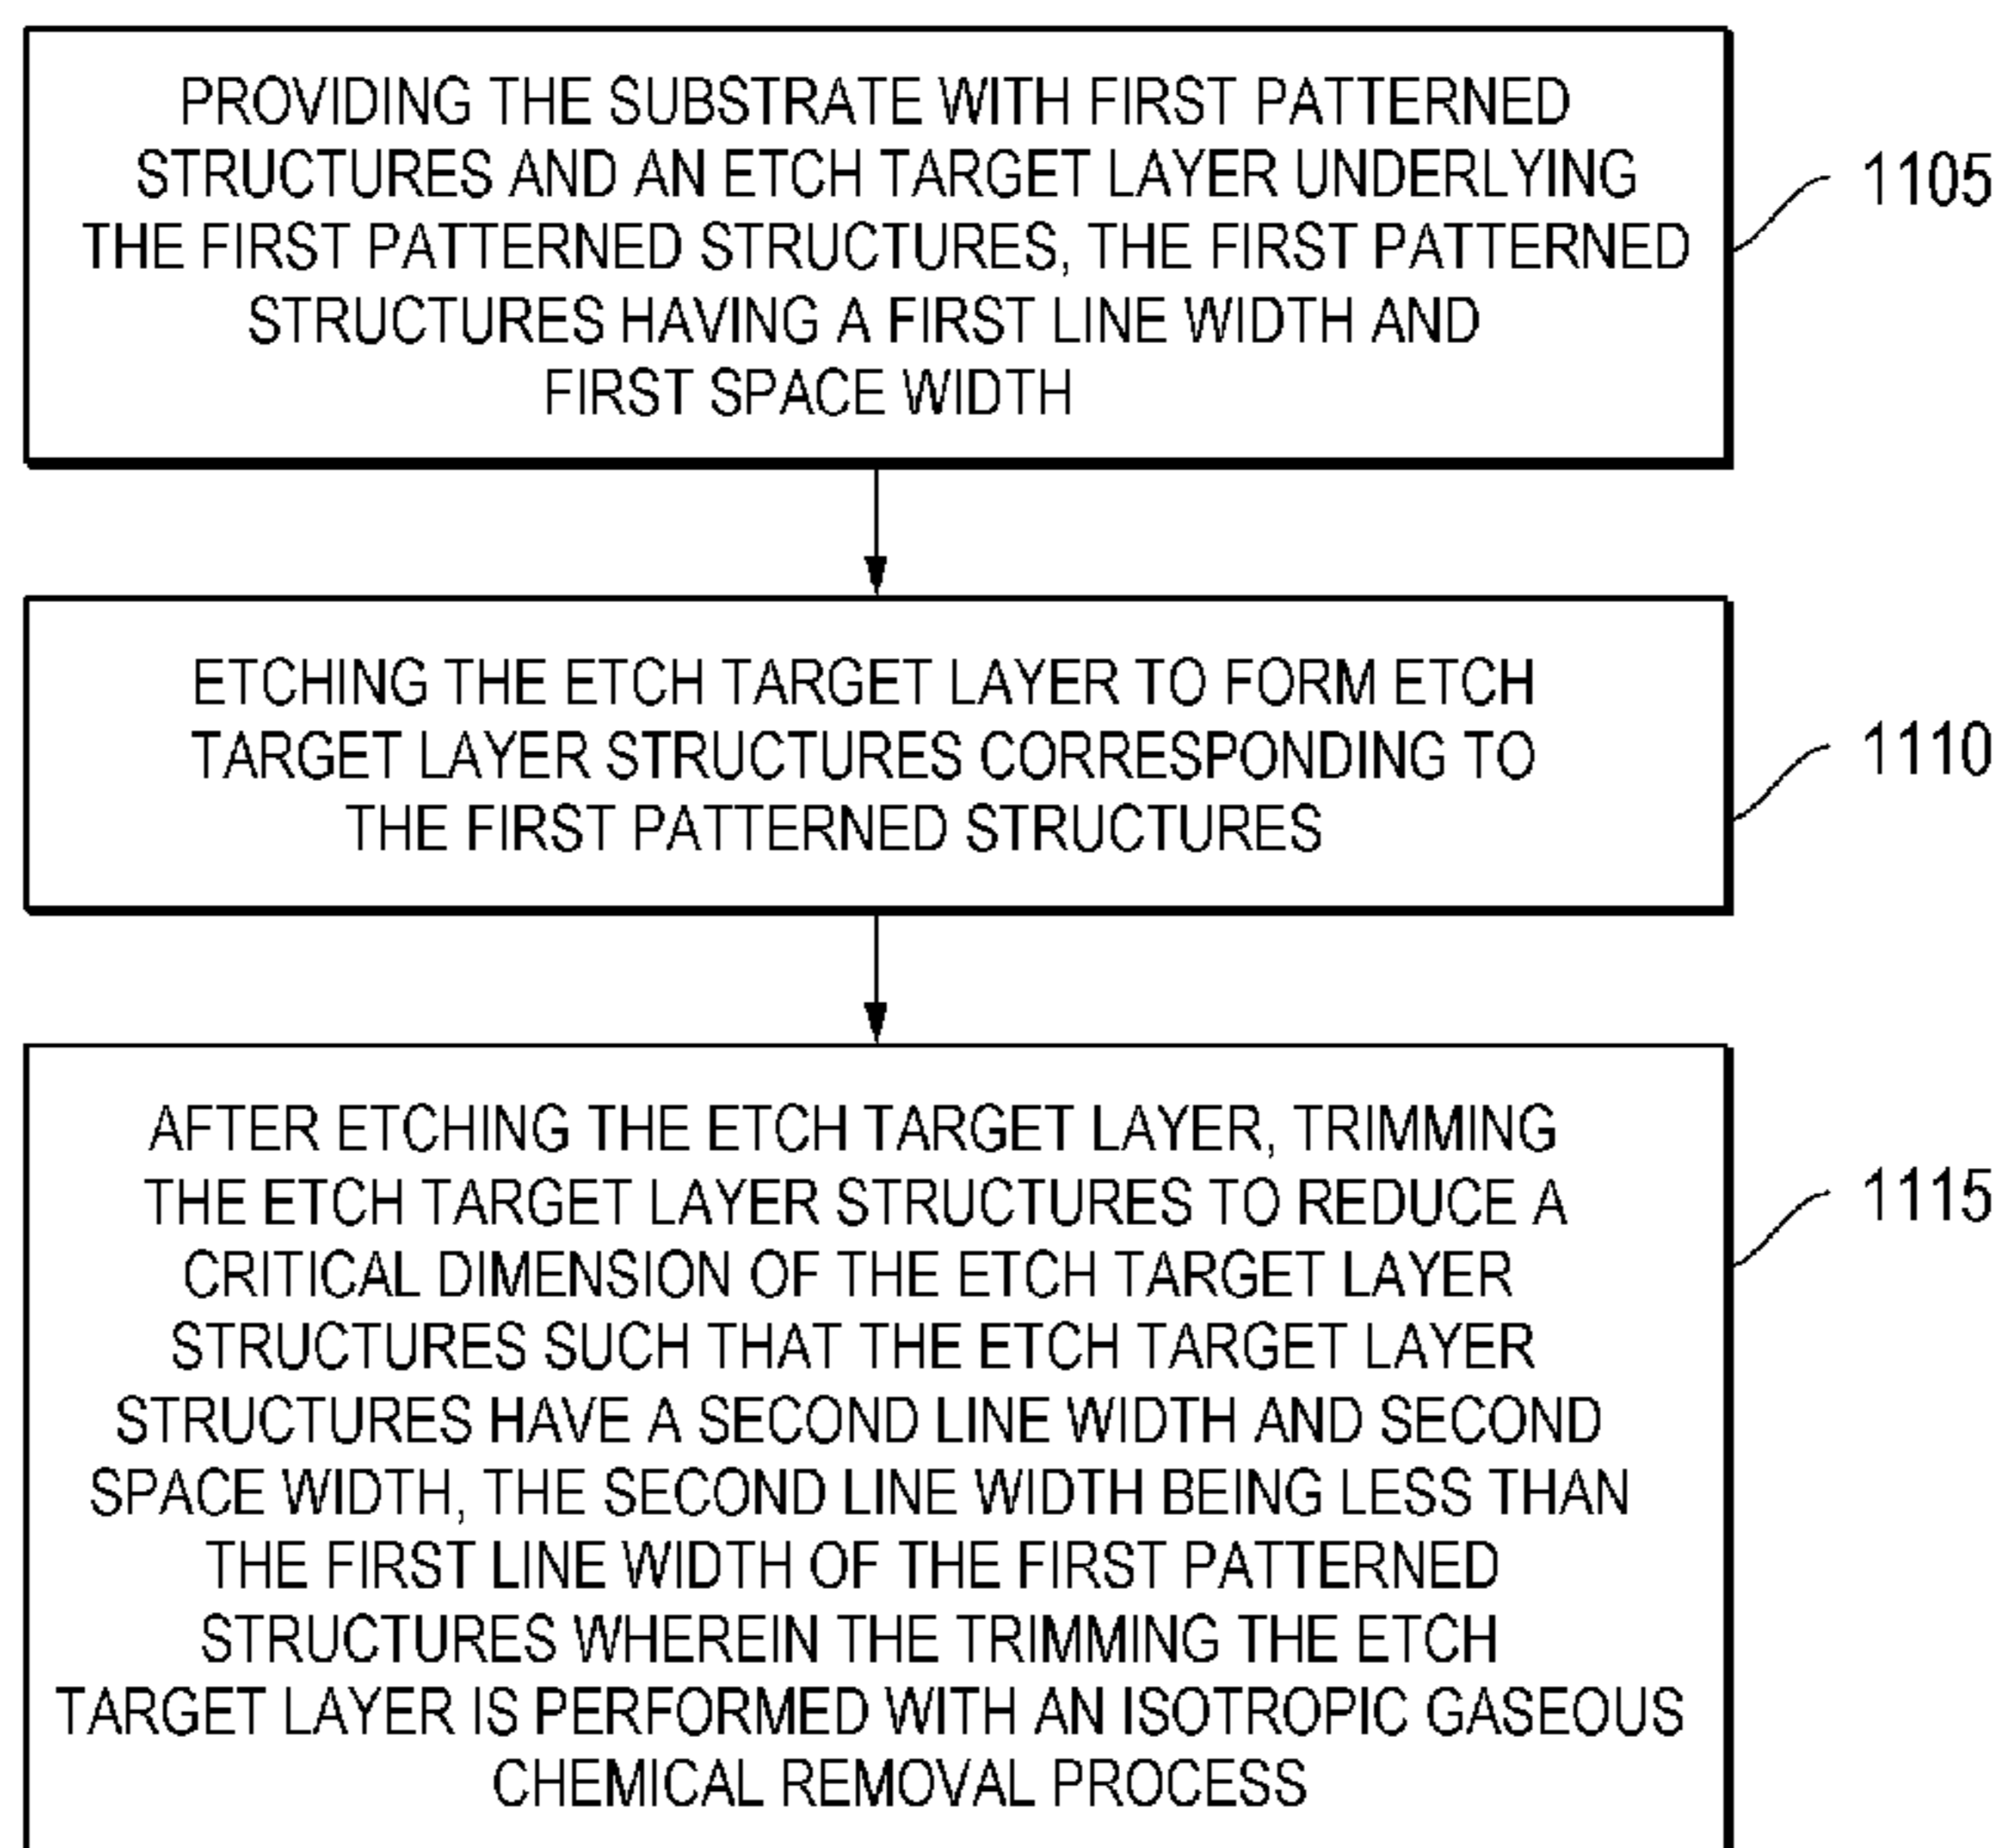 PROVIDING THE SUBSTRATE WITH FIRST PATTERNED
STRUCTURES AND AN ETCH TARGET LAYER UNDERLYING
THE FIRST PATTERNED STRUCTURES, THE FIRST PATTERNED
STRUCTURES HAVING A FIRST LINE WIDTH AND
FIRST SPACE WIDTH
1105
ETCHING THE ETCH TARGET LAYER TO FORM ETCH
TARGET LAYER STRUCTURES CORRESPONDING TO
THE FIRST PATTERNED STRUCTURES
1110
AFTER ETCHING THE ETCH TARGET LAYER, TRIMMING
THE ETCH TARGET LAYER STRUCTURES TO REDUCE A
CRITICAL DIMENSION OF THE ETCH TARGET LAYER
STRUCTURES SUCH THAT THE ETCH TARGET LAYER
STRUCTURES HAVE A SECOND LINE WIDTH AND SECOND
SPACE WIDTH, THE SECOND LINE WIDTH BEING LESS THAN
THE FIRST LINE WIDTH OF THE FIRST PATTERNED
STRUCTURES WHEREIN THE TRIMMING THE ETCH
TARGET LAYER IS PERFORMED WITH AN ISOTROPIC GASEOUS
CHEMICAL REMOVAL PROCESS
1115